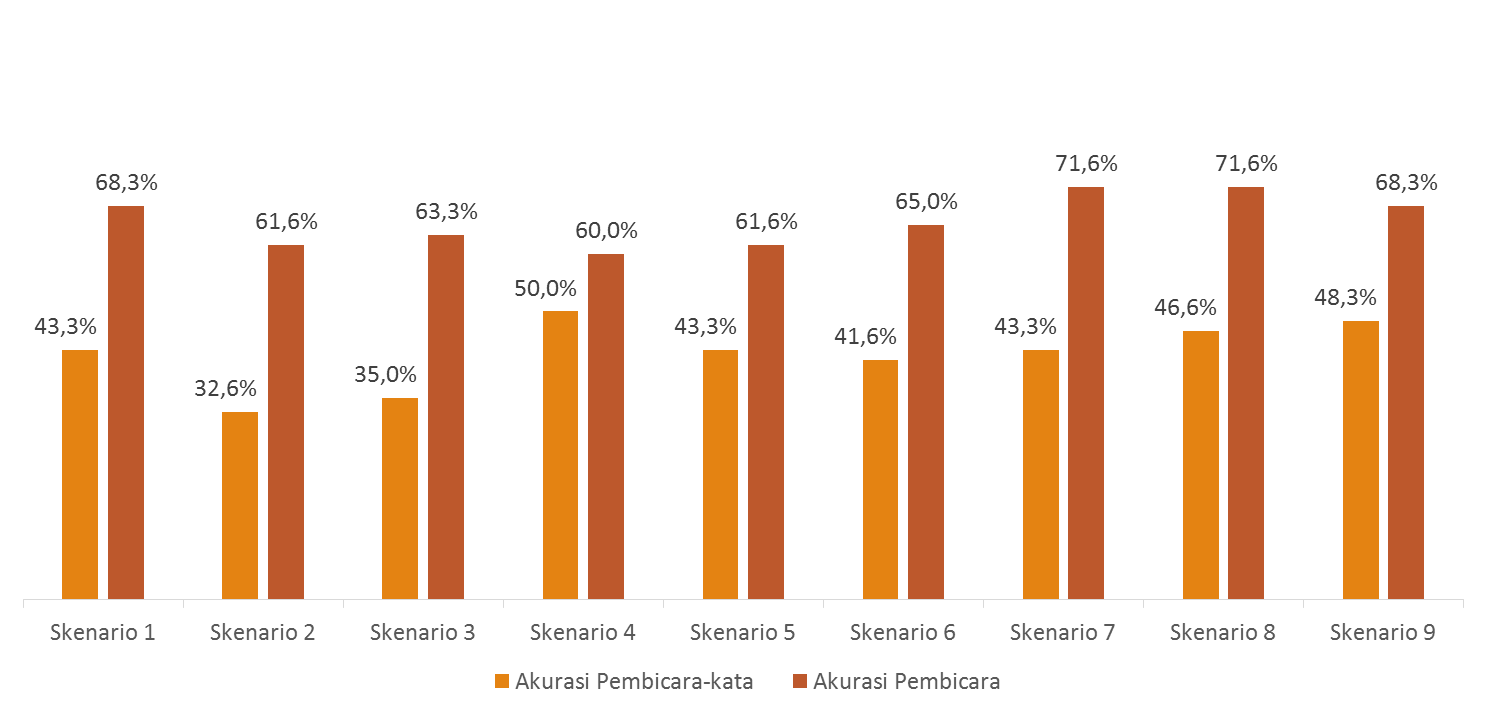 71,6% 71,6%
68,3% 68,3%
65,0%
63,3%
61,6% 60,0% 61,6%
50,0%
48,3%
46,6%
43,3% 43,3% 41,6% 43,3%
35,0%
32,6%
Skenario 1 Skenario 2 Skenario 3 Skenario 4 Skenario 5 Skenario 6 Skenario 7 Skenario 8 Skenario 9
Akurasi Pembicara-kata Akurasi Pembicara